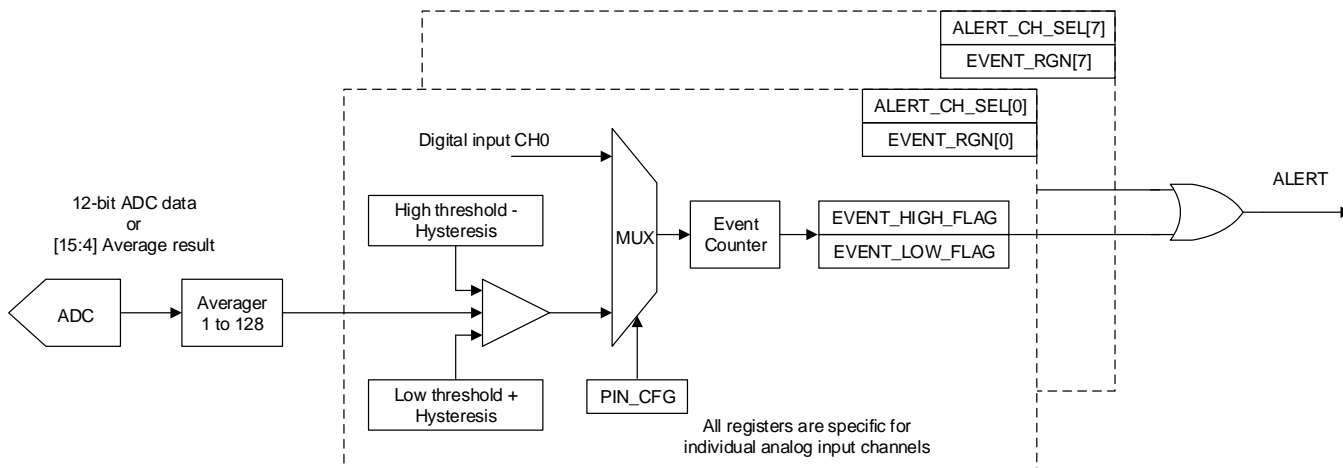 ALERT_CH_SEL[7]
EVENT_RGN[7]
ALERT_CH_SEL[0]
EVENT_RGN[0]
Digital input CH0
12-bit ADC data
or
[15:4] Average result
High threshold -
Hysteresis
MUX
Event
Counter
EVENT_HIGH_FLAG
EVENT_LOW_FLAG
ALERT
ADC
Averager
1 to 128
Low threshold +
Hysteresis
PIN_CFG
All registers are specific for
individual analog input channels